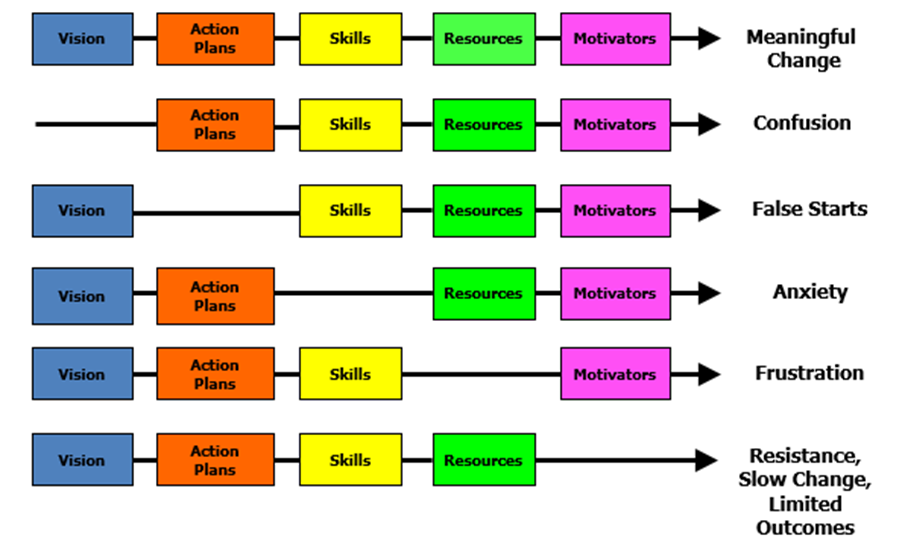 Vision Action Plans Skills Resources Motivators Meaningful Change
Action Plans Skills Resources Motivators Confusion
Vision Skills Resources Motivators False Starts
Vision Action Plans Resources Motivators Anxiety
Vision Action Plans Skills Motivators Frustration
Vision Action Plans Skills Resources Resistance,
Slow Change,
Limited
Outcomes